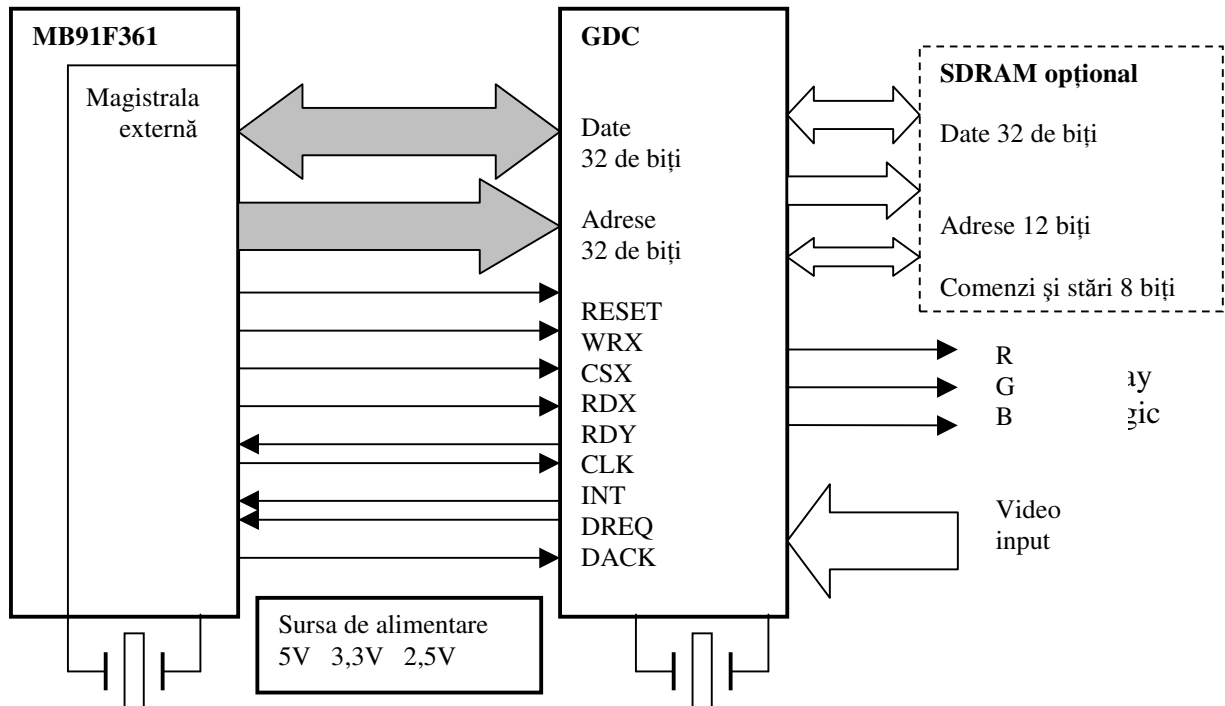 MB91F361
Magistrala
externă
GDC
Date
32 de biți
Adrese
32 de biți
RESET
WRX
CSX
RDX
RDY
CLK
INT
DREQ
DACK
SDRAM opțional
Date 32 de biți
Adrese 12 biți
Comenzi și stări 8 biți
R
G
B
Video
input
Sursa de alimentare
5V 3,3V 2,5V